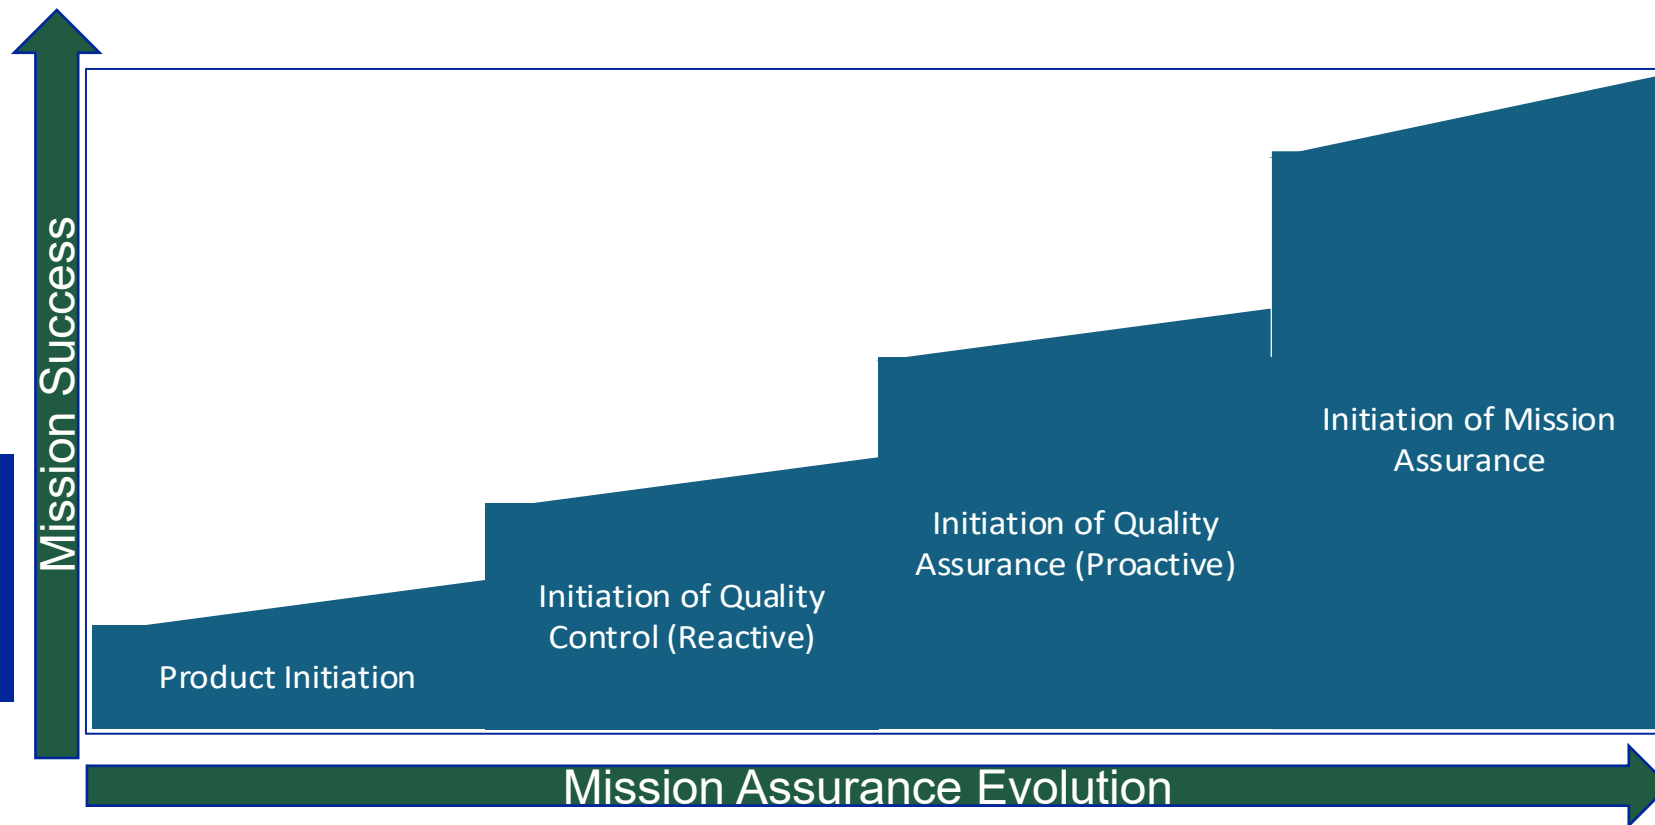 Mission Success
Product Initiation
Initiation of Quality
Control (Reactive)
Initiation of Quality
Assurance (Proactive)
Initiation of Mission
Assurance
Mission Assurance Evolution